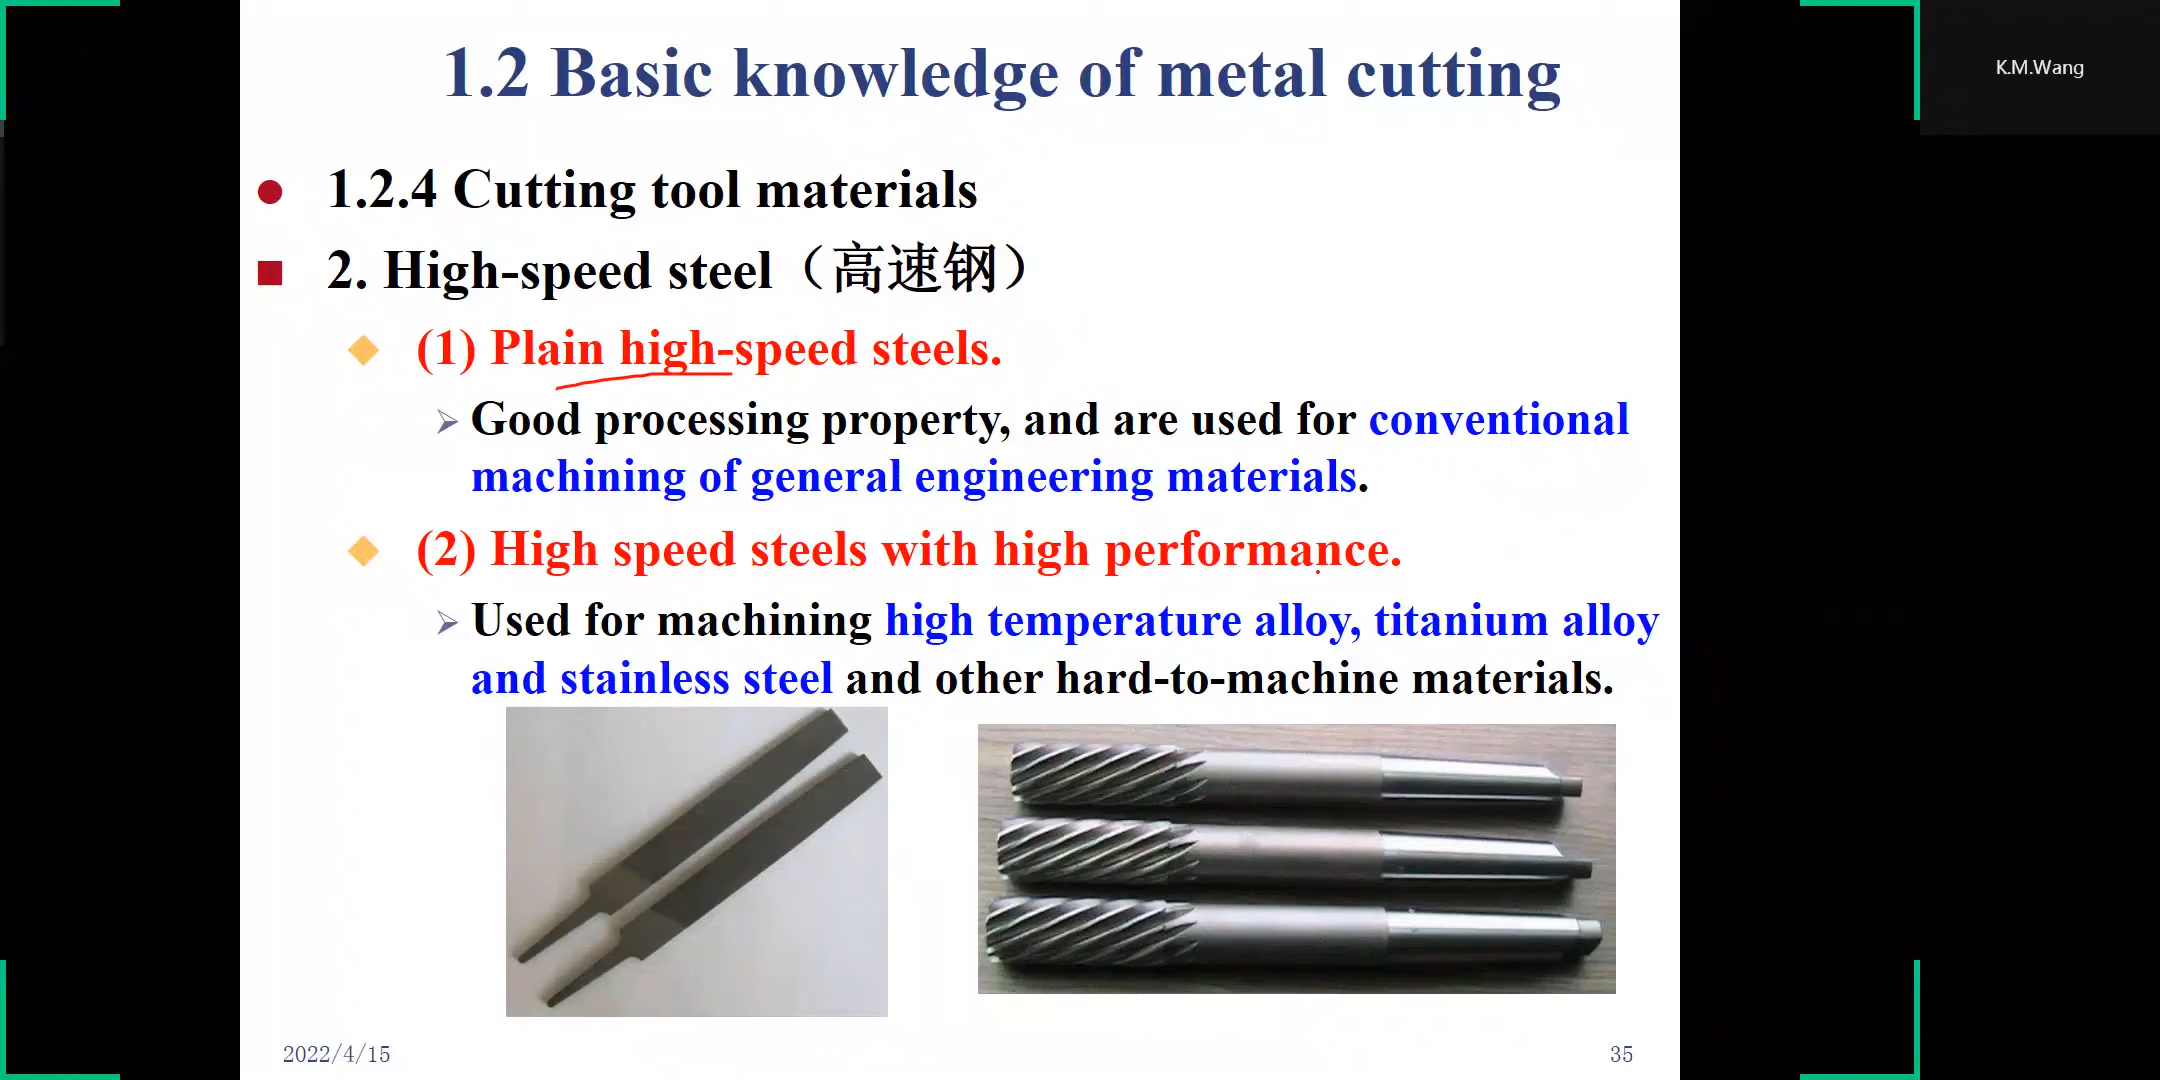 1.2 Basic knowledge of metal cutting
K.M.Wang
1.2.4 Cutting tool materials
2. High-speed steel（高速钢）
(1) Plain high-speed steels.
Good processing property, and are used for conventional
machining of general engineering materials.
(2) High speed steels with high performance.
Used for machining high temperature alloy, titanium alloy
and stainless steel and other hard-to-machine materials.
2022/4/15
35